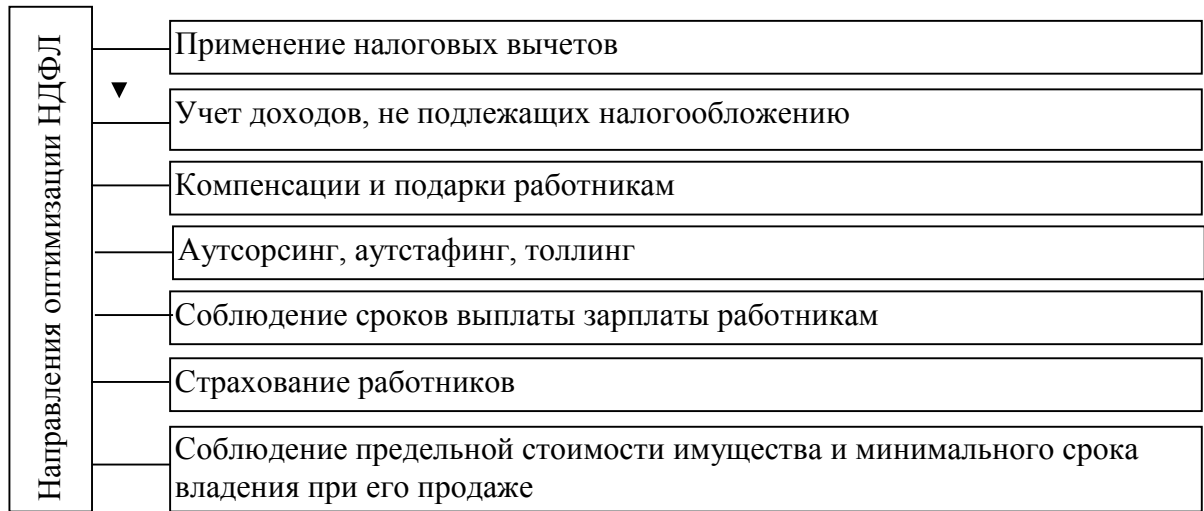 Направления оптимизации НДФЛ
Применение налоговых вычетов
Учет доходов, не подлежащих налогообложению
Компенсации и подарки работникам
Аутсорсинг, аутстафинг, толлинг
Соблюдение сроков выплаты зарплаты работникам
Страхование работников
Соблюдение предельной стоимости имущества и минимального срока
владения при его продаже